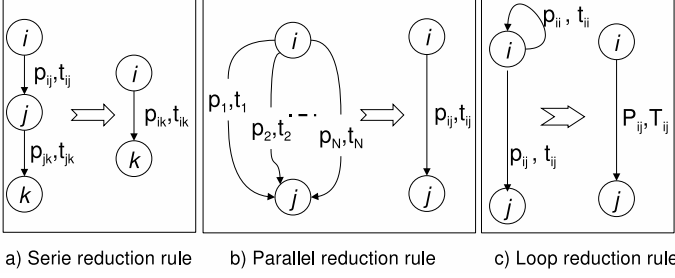 i
p_ij,t_ij
j
p_jk,t_jk
k
i
p_ik,t_ik
k
i
p_1,t_1
p_2,t_2
p_N,t_N
j
i
p_ij,t_ij
j
p_ii, t_ii
i
p_ij, t_ij
j
i
P_ij,T_ij
j
a) Serie reduction rule
b) Parallel reduction rule
c) Loop reduction rule